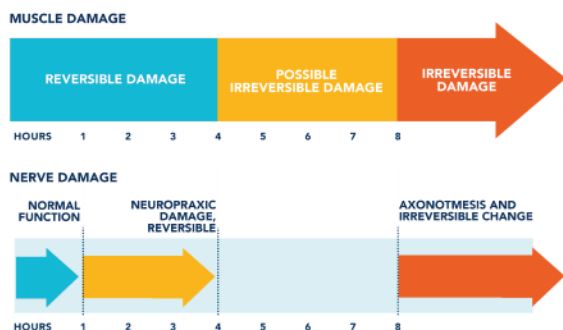 MUSCLE DAMAGE
REVERSIBLE DAMAGE
POSSIBLE
IRREVERSIBLE DAMAGE
IRREVERSIBLE
DAMAGE
HOURS 1 2 3 4 5 6 7 8
NERVE DAMAGE
NORMAL
FUNCTION
NEUROPRAXIC
DAMAGE,
REVERSIBLE
AXONOTMESIS AND
IRREVERSIBLE CHANGE
HOURS 1 2 3 4 5 6 7 8